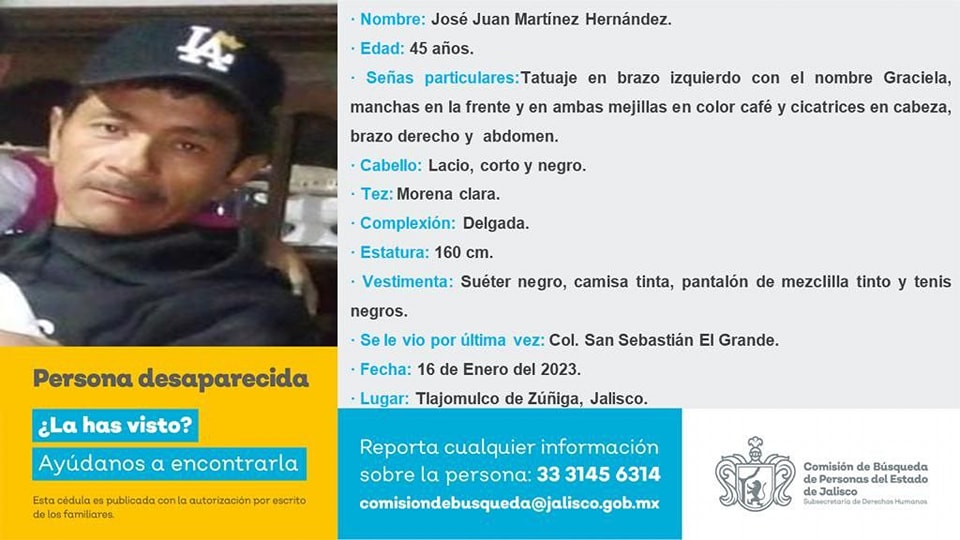 LA
· Nombre: José Juan Martínez Hernández.
· Edad: 45 años.
· Señas particulares:Tatuaje en brazo izquierdo con el nombre Graciela,
manchas en la frente y en ambas mejillas en color café y cicatrices en cabeza,
brazo derecho y abdomen.
· Cabello: Lacio, corto y negro.
· Tez: Morena clara.
· Complexión: Delgada.
· Estatura: 160 cm.
· Vestimenta: Suéter negro, camisa tinta, pantalón de mezclilla tinto y tenis
negros.
· Se le vio por última vez: Col. San Sebastián El Grande.
· Fecha: 16 de Enero del 2023.
· Lugar: Tlajomulco de Zúñiga, Jalisco.
Persona desaparecida
¿La has visto?
Ayúdanos a encontrarla
Esta cédula es publicada con la autorización por escrito
de los familiares.
Reporta cualquier información
sobre la persona: 33 3145 6314
comisiondebusqueda@jalisco.gob.mx
Comisión de Búsqueda
de Personas del Estado
de Jalisco
Subsecretaría de Derechos Humanos